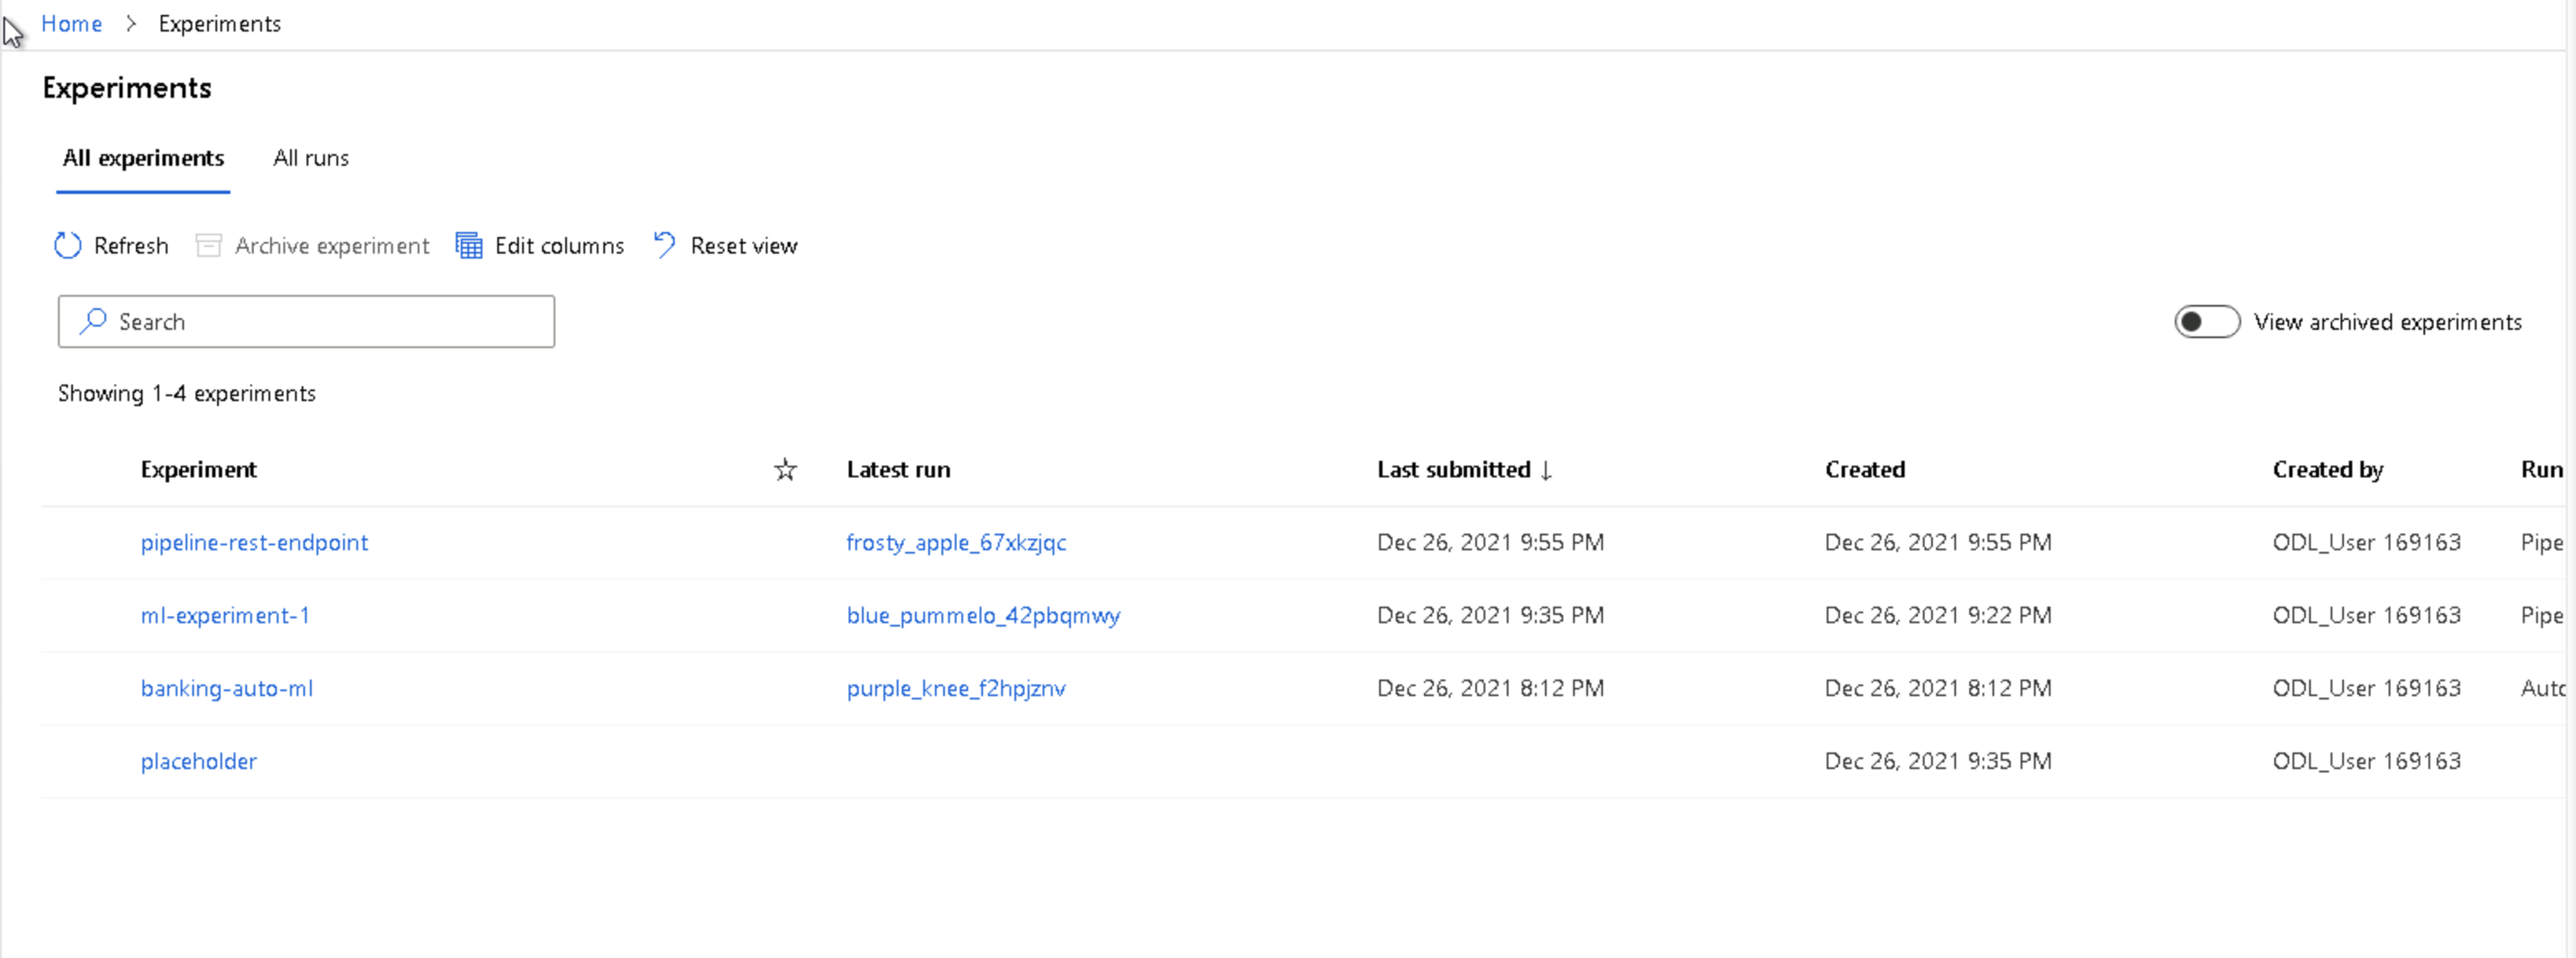 Home > Experiments
Experiments
All experiments All runs
Refresh Archive experiment Edit columns Reset view
Search View archived experiments
Showing 1-4 experiments
Experiment Latest run Last submitted ↓ Created Created by Run
pipeline-rest-endpoint frosty_apple_67xkzjqc Dec 26, 2021 9:55 PM Dec 26, 2021 9:55 PM ODL_User 169163 Pipe
ml-experiment-1 blue_pummelo_42pbqmwy Dec 26, 2021 9:35 PM Dec 26, 2021 9:22 PM ODL_User 169163 Pipe
banking-auto-ml purple_knee_f2hpjznv Dec 26, 2021 8:12 PM Dec 26, 2021 8:12 PM ODL_User 169163 Auto
placeholder Dec 26, 2021 9:35 PM ODL_User 169163